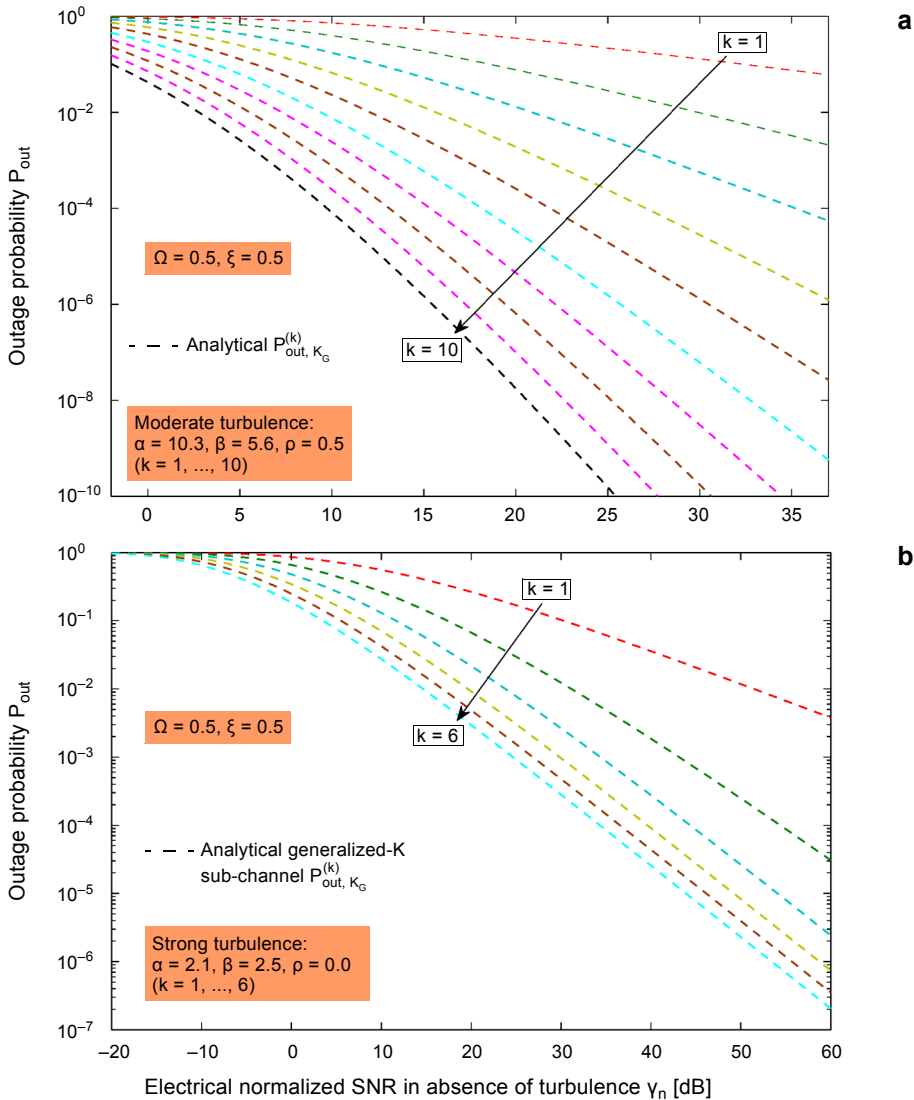 a
10⁰
10⁻²
10⁻⁴
10⁻⁶
10⁻⁸
10⁻¹⁰
Outage probability P_out
k = 1
k = 10
Ω = 0.5, ξ = 0.5
Analytical P^(k)_out, K_G
Moderate turbulence:
α = 10.3, β = 5.6, ρ = 0.5
(k = 1, ..., 10)
0 5 10 15 20 25 30 35
b
10⁰
10⁻¹
10⁻²
10⁻³
10⁻⁴
10⁻⁵
10⁻⁶
10⁻⁷
Outage probability P_out
k = 1
k = 6
Ω = 0.5, ξ = 0.5
Analytical generalized-K
sub-channel P^(k)_out, K_G
Strong turbulence:
α = 2.1, β = 2.5, ρ = 0.0
(k = 1, ..., 6)
–20 –10 0 10 20 30 40 50 60
Electrical normalized SNR in absence of turbulence γ_n [dB]